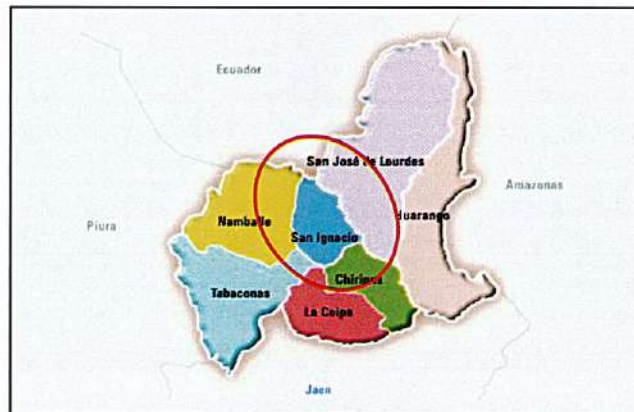 Ecuador
San José de Lourdes
Amazonas
Huarango
Piura
Namballe
San Ignacio
Chirinos
Tabaconas
La Coipa
Jaen